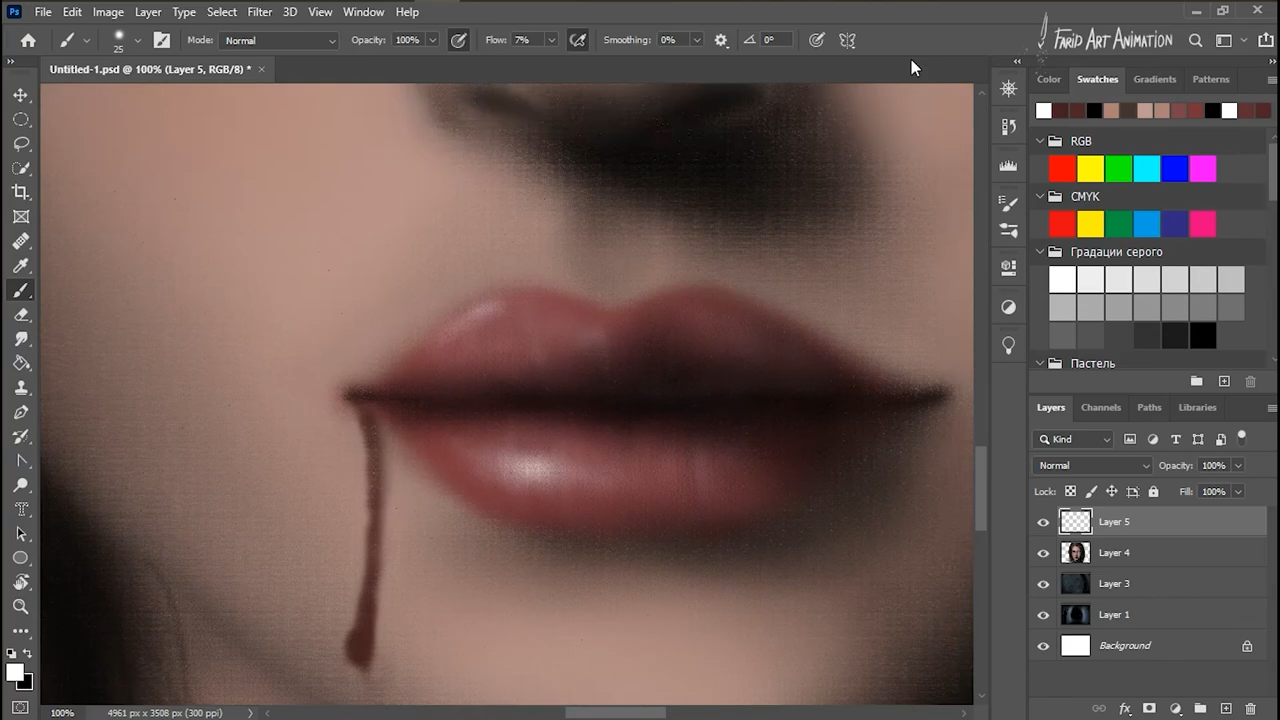 Ps File Edit Image Layer Type Select Filter 3D View Window Help
25 Mode: Normal Opacity: 100% Flow: 7% Smoothing: 0% 0° FARID ART ANIMATION
Untitled-1.psd @ 100% (Layer 5, RGB/8) *
Color Swatches Gradients Patterns
RGB
CMYK
Градации серого
Пастель
Layers Channels Paths Libraries
Kind
Normal Opacity: 100%
Lock: Fill: 100%
Layer 5
Layer 4
Layer 3
Layer 1
Background
100% 4961 px x 3508 px (300 ppi)